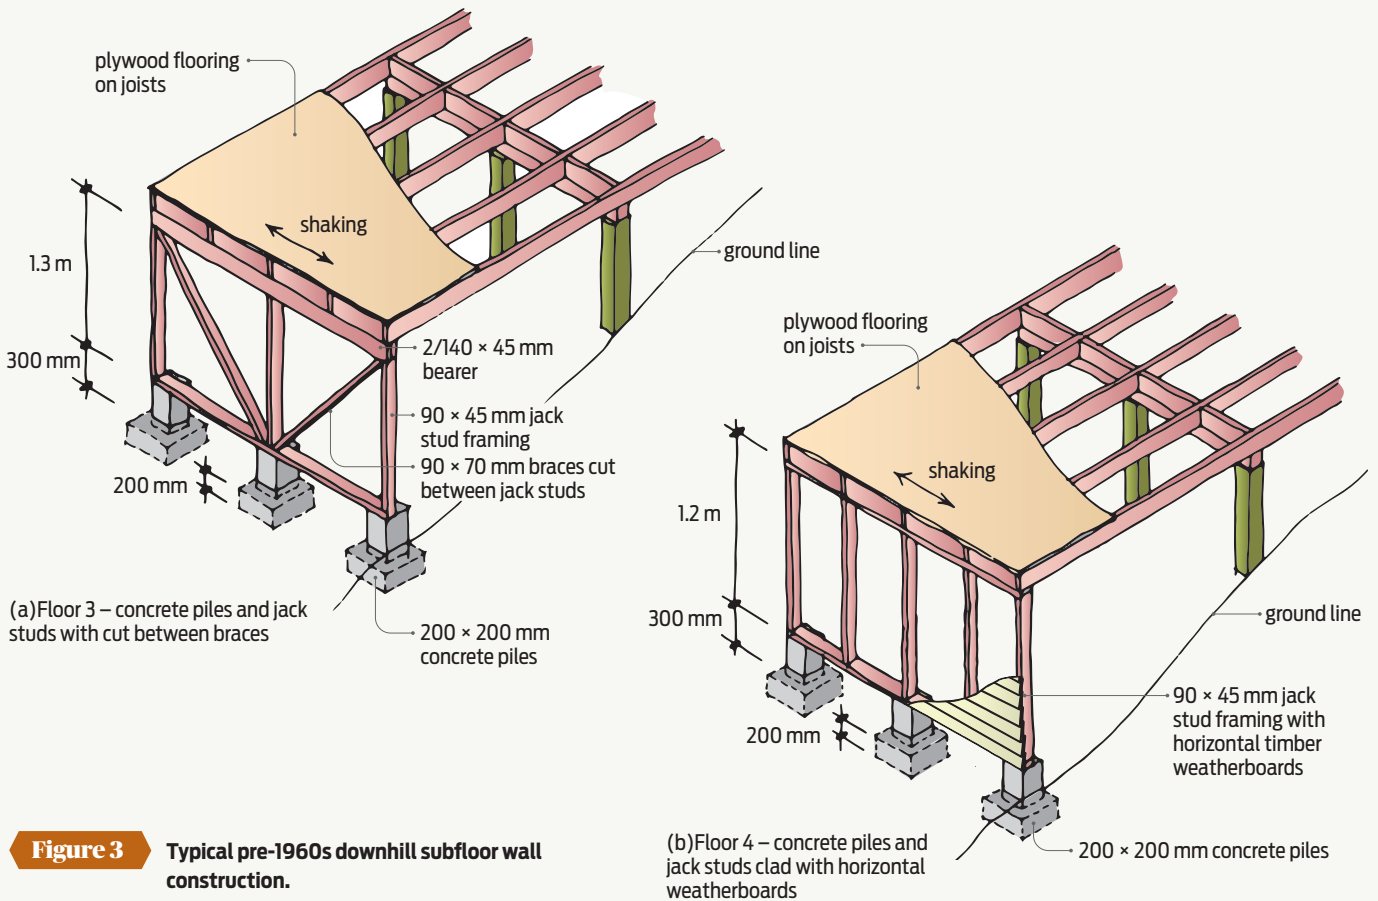 plywood flooring
on joists
shaking
1.3 m
300 mm
200 mm
ground line
2/140 × 45 mm
bearer
90 × 45 mm jack
stud framing
90 × 70 mm braces cut
between jack studs
200 × 200 mm
concrete piles
(a)Floor 3 – concrete piles and jack
studs with cut between braces
plywood flooring
on joists
shaking
1.2 m
300 mm
200 mm
ground line
90 × 45 mm jack
stud framing with
horizontal timber
weatherboards
200 × 200 mm concrete piles
(b)Floor 4 – concrete piles and
jack studs clad with horizontal
weatherboards
Figure 3
Typical pre-1960s downhill subfloor wall
construction.